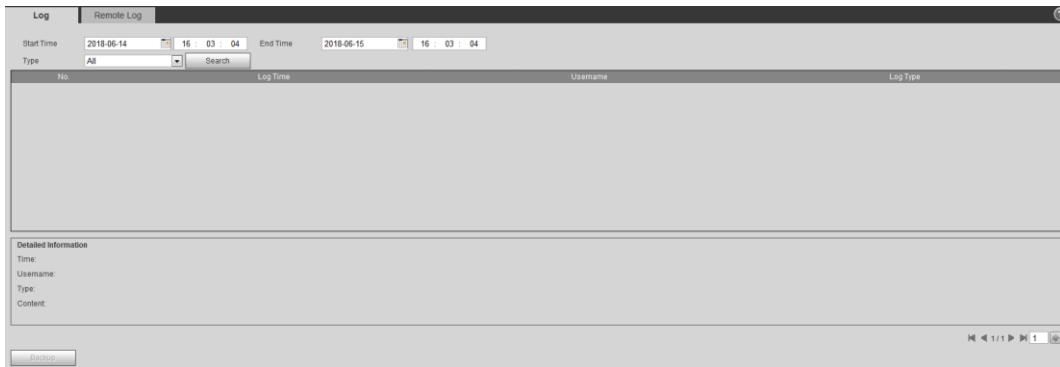 Log Remote Log
Start Time 2018-06-14 16 : 03 : 04 End Time 2018-06-15 16 : 03 : 04
Type All Search
No. Log Time Username Log Type
Detailed Information
Time:
Username:
Type:
Content:
1 / 1 1
Backup